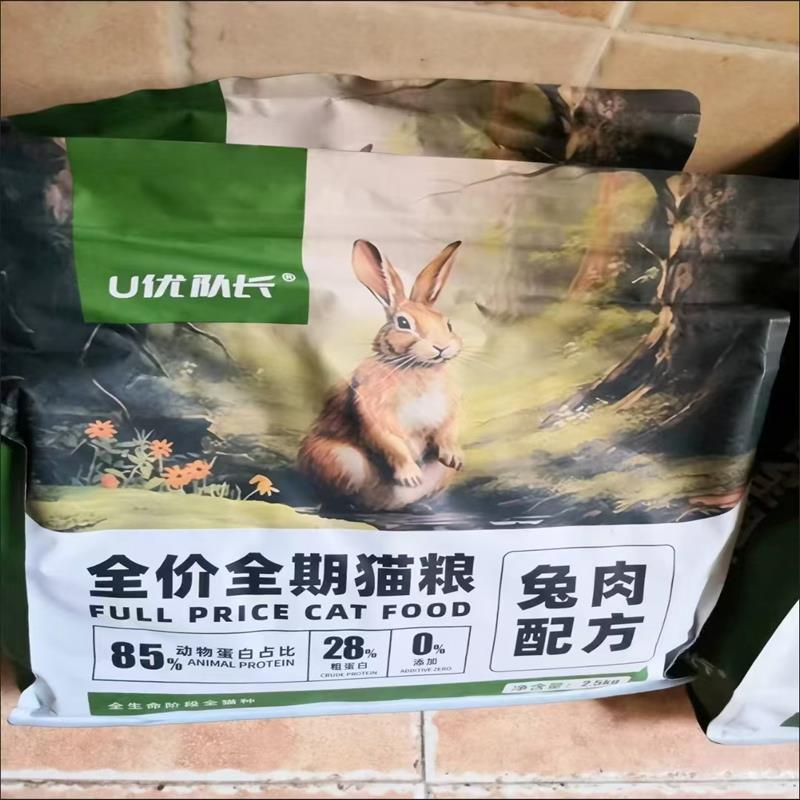 U优队长®
全价全期猫粮
FULL PRICE CAT FOOD
兔肉
配方
85% 动物蛋白占比
ANIMAL PROTEIN
28%
粗蛋白
CRUDE PROTEIN
0%
添加
ADDITIVE ZERO
净含量: 2.5kg
全生命阶段全猫种